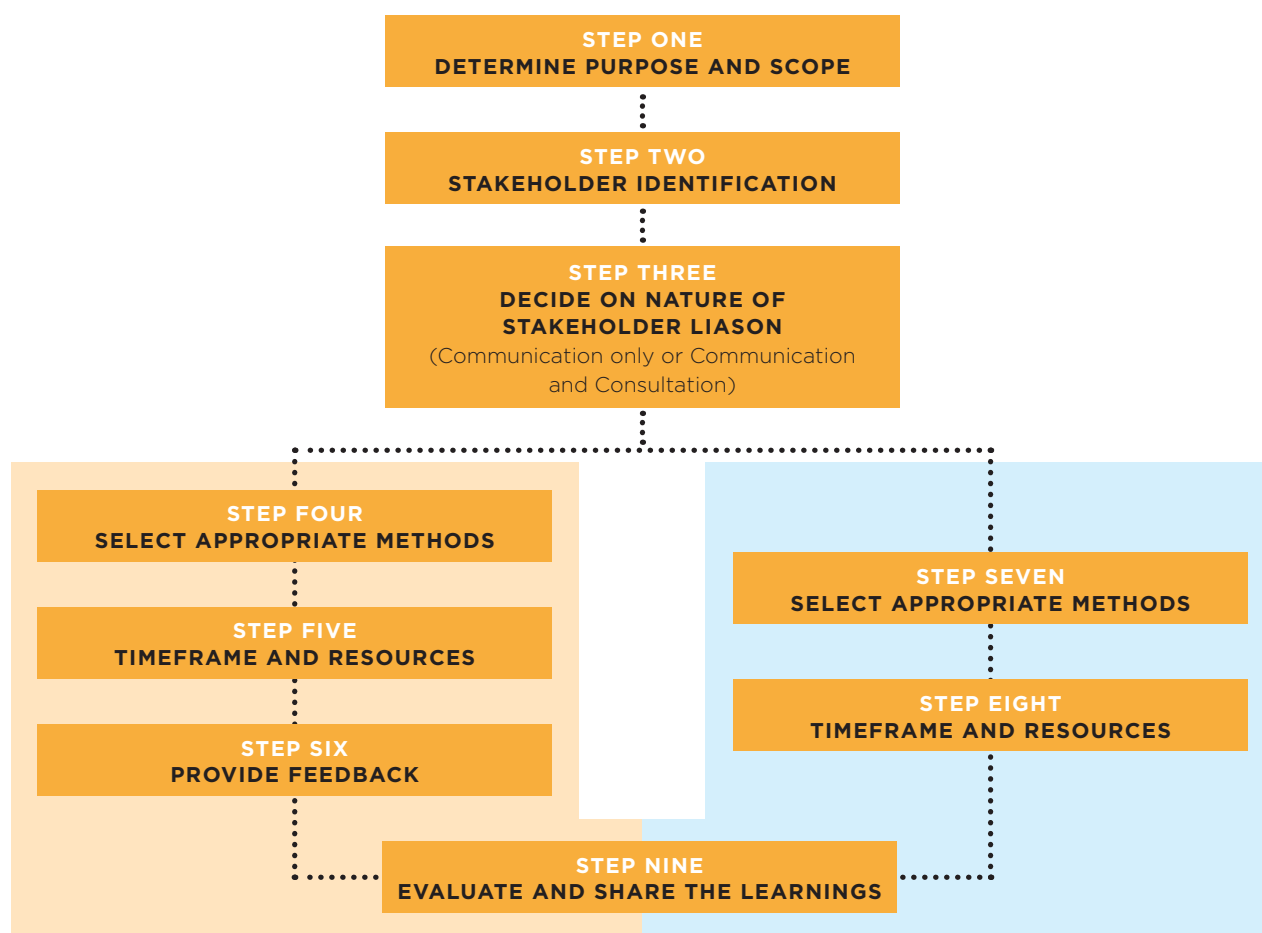 STEP ONE
DETERMINE PURPOSE AND SCOPE
STEP TWO
STAKEHOLDER IDENTIFICATION
STEP THREE
DECIDE ON NATURE OF
STAKEHOLDER LIASON
(Communication only or Communication
and Consultation)
STEP FOUR
SELECT APPROPRIATE METHODS
STEP FIVE
TIMEFRAME AND RESOURCES
STEP SIX
PROVIDE FEEDBACK
STEP SEVEN
SELECT APPROPRIATE METHODS
STEP EIGHT
TIMEFRAME AND RESOURCES
STEP NINE
EVALUATE AND SHARE THE LEARNINGS